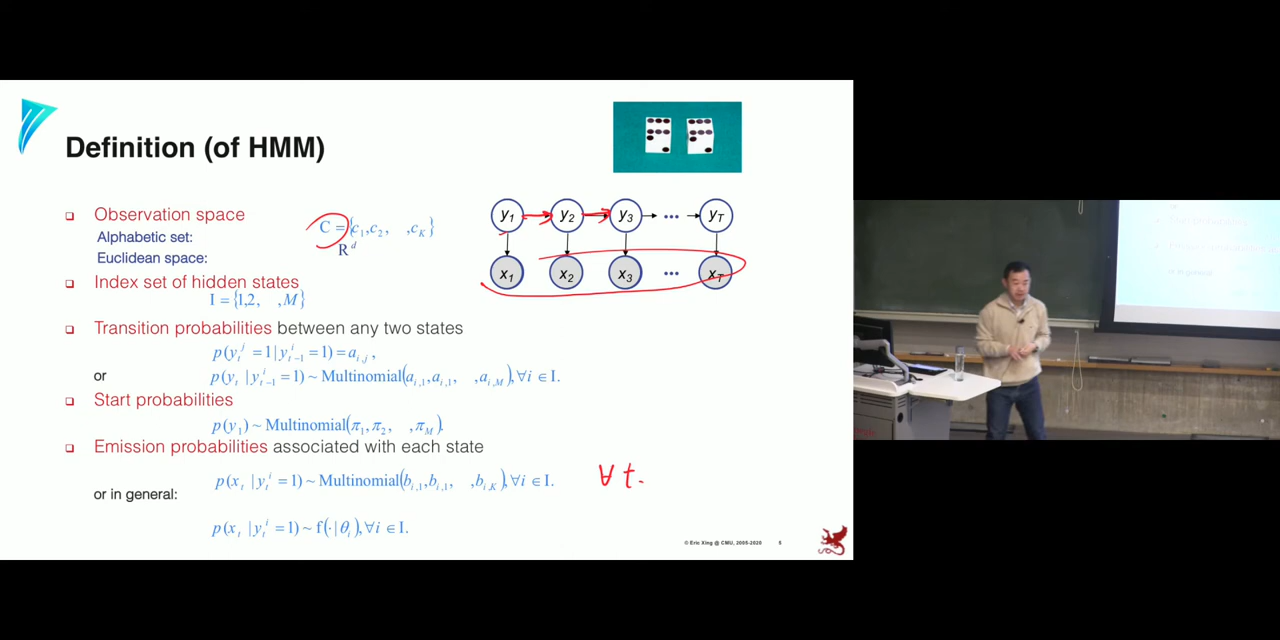 Definition (of HMM)
Observation space
Alphabetic set: C = {c1,c2, ,cK}
Euclidean space: R^d
Index set of hidden states
I = {1,2, ,M}
Transition probabilities between any two states
p(y_t^j = 1 | y_{t-1}^i = 1) = a_{i,j} ,
or p(y_t | y_{t-1}^i = 1) ~ Multinomial(a_{i,1},a_{i,1}, ,a_{i,M}),∀i ∈ I.
Start probabilities
p(y_1) ~ Multinomial(π_1,π_2, ,π_M).
Emission probabilities associated with each state
p(x_t | y_t^i = 1) ~ Multinomial(b_{i,1},b_{i,1}, ,b_{i,K}),∀i ∈ I. ∀ t.
or in general:
p(x_t | y_t^i = 1) ~ f(· | θ_i),∀i ∈ I.
y1 y2 y3 ... yT
x1 x2 x3 ... xT
© Eric Xing @ CMU, 2005-2020 5